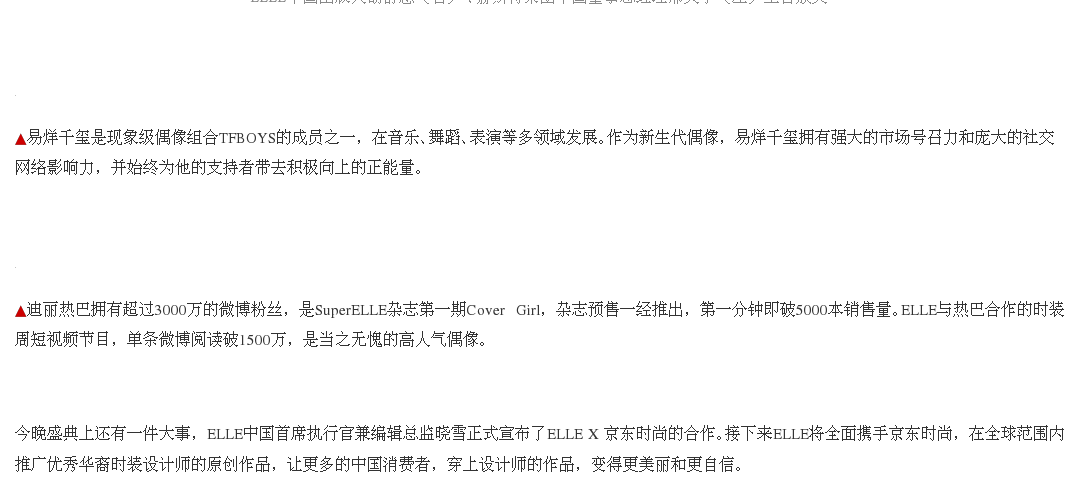 ▲易烊千玺是现象级偶像组合TFBOYS的成员之一，在音乐、舞蹈、表演等多领域发展。作为新生代偶像，易烊千玺拥有强大的市场号召力和庞大的社交
网络影响力，并始终为他的支持者带去积极向上的正能量。
▲迪丽热巴拥有超过3000万的微博粉丝，是SuperELLE杂志第一期Cover Girl，杂志预售一经推出，第一分钟即破5000本销售量。ELLE与热巴合作的时装
周短视频节目，单条微博阅读破1500万，是当之无愧的高人气偶像。
今晚盛典上还有一件大事，ELLE中国首席执行官兼编辑总监晓雪正式宣布了ELLE X 京东时尚的合作。接下来ELLE将全面携手京东时尚，在全球范围内
推广优秀华裔时装设计师的原创作品，让更多的中国消费者，穿上设计师的作品，变得更美丽和更自信。